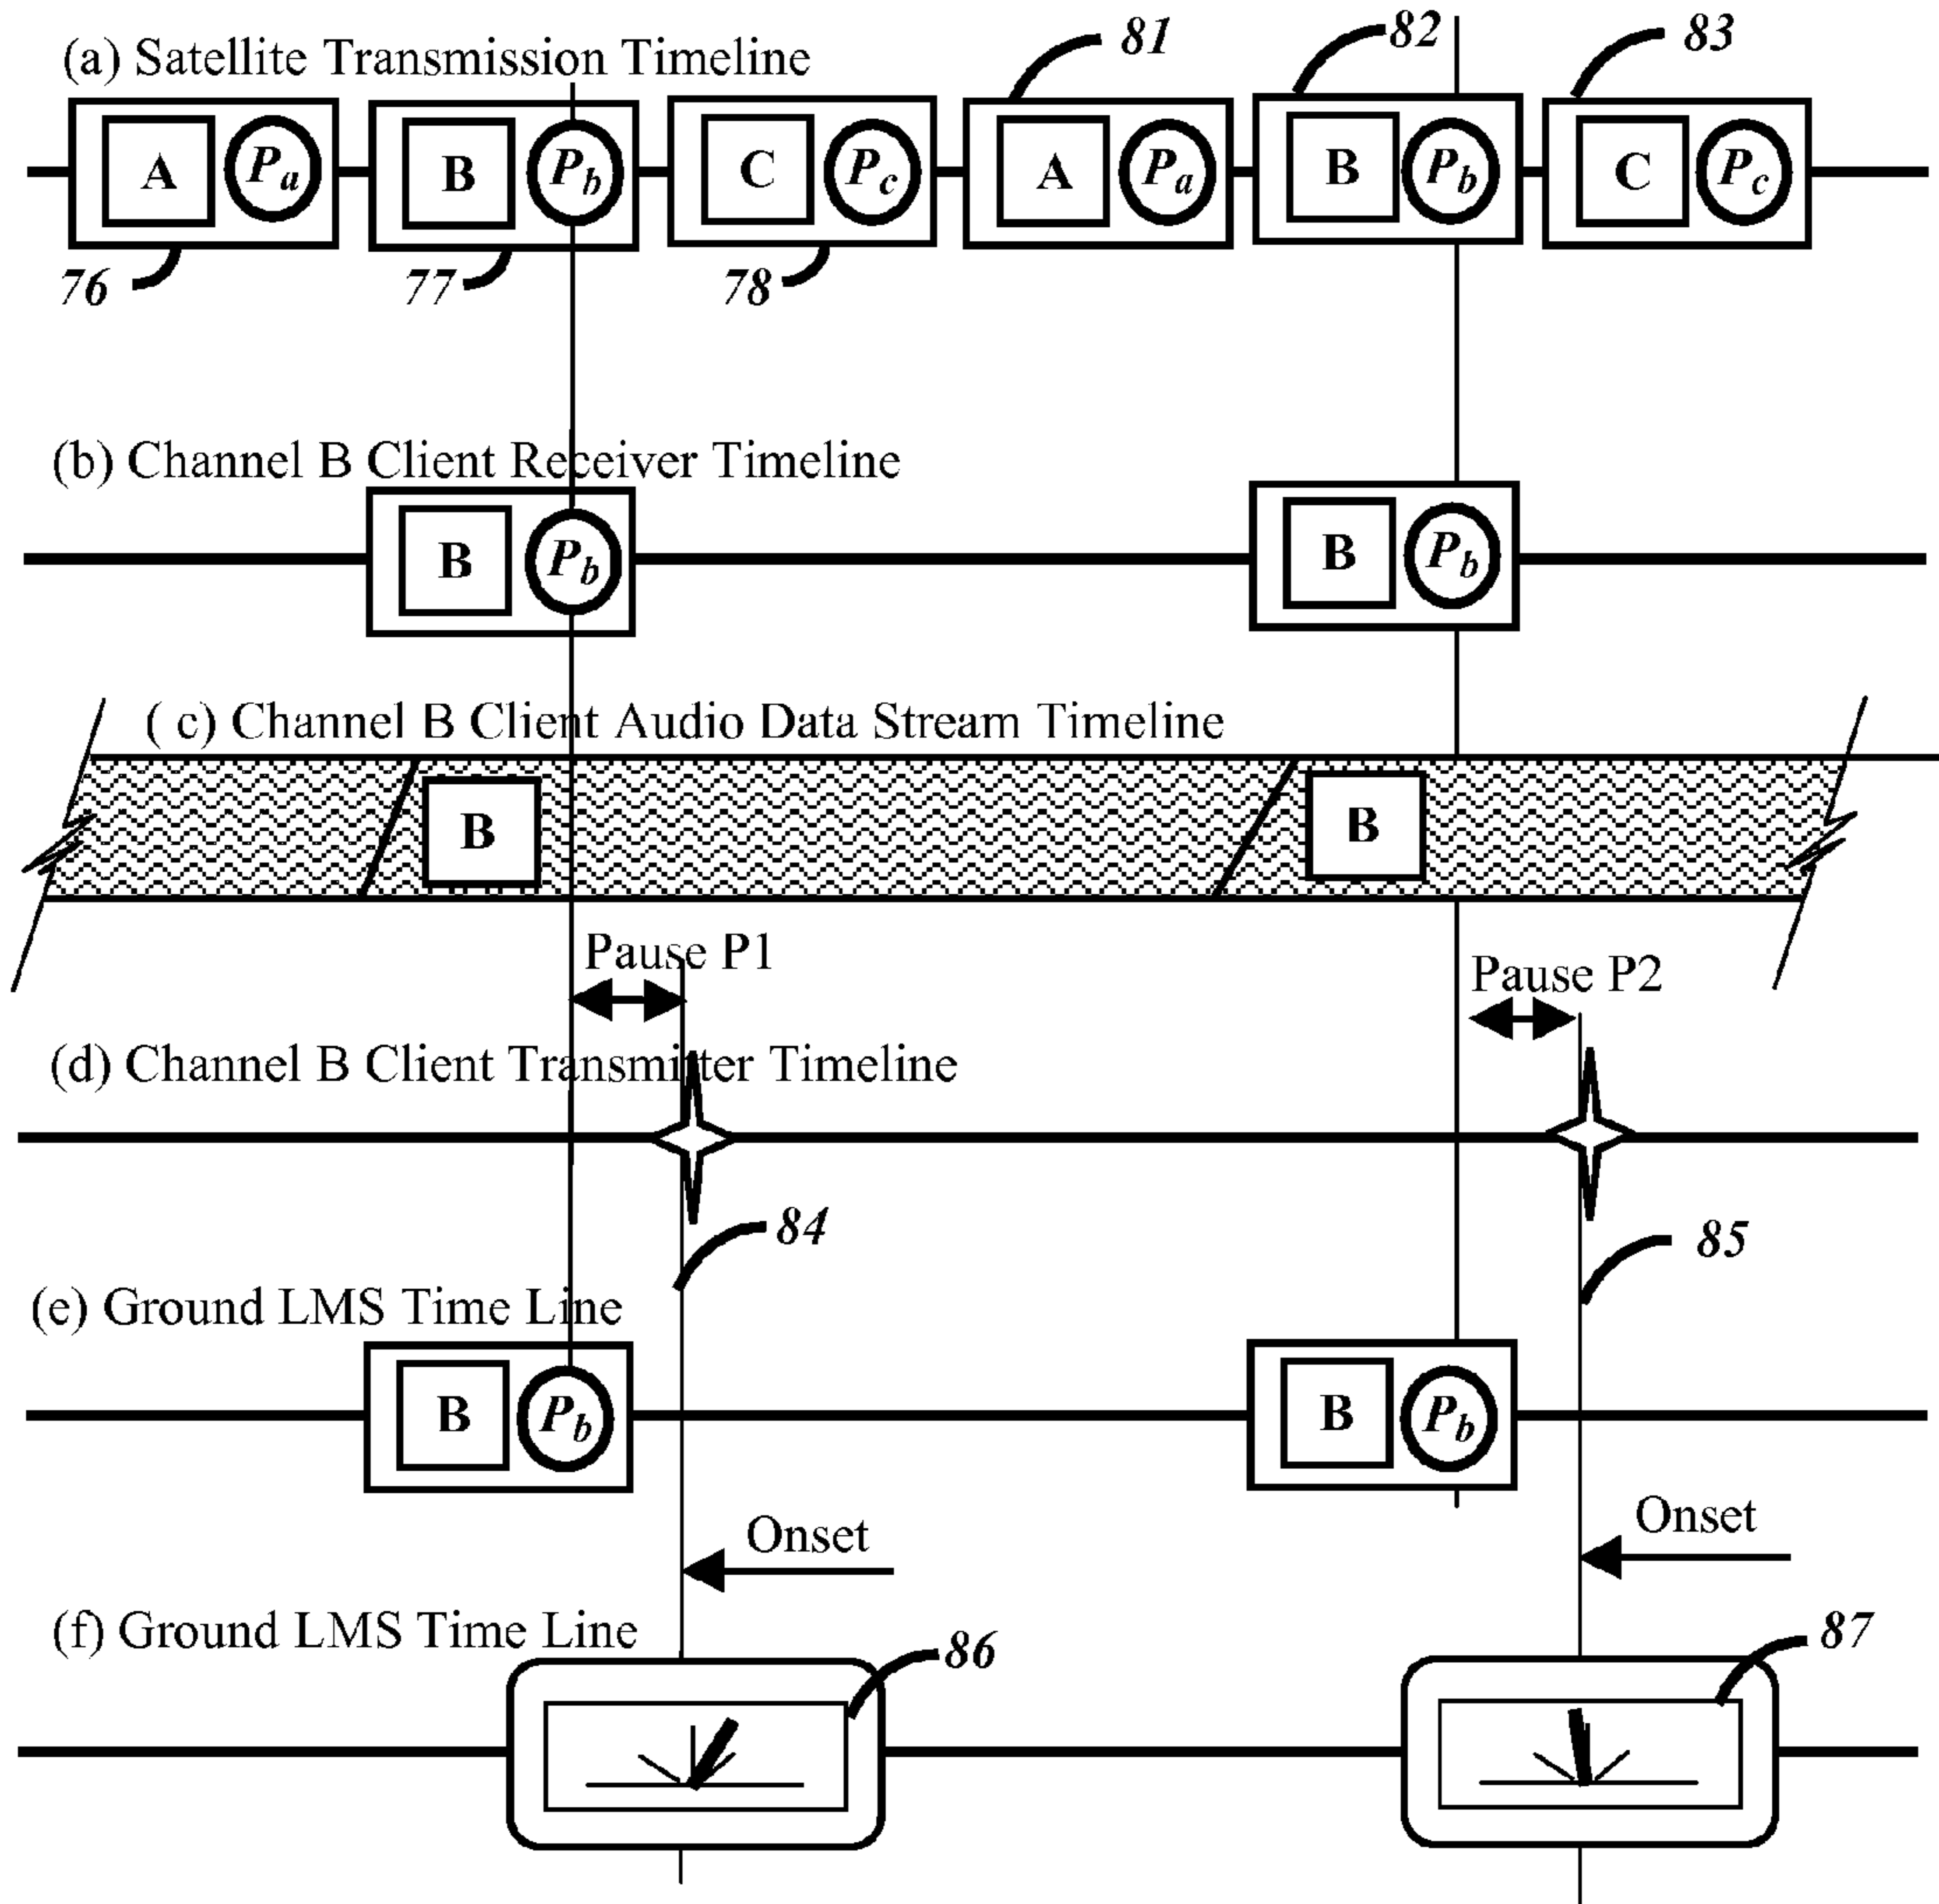 (a) Satellite Transmission Timeline
81
82
83
A Pa B Pb C Pc A Pa B Pb C Pc
76
77
78
(b) Channel B Client Receiver Timeline
B Pb B Pb
( c) Channel B Client Audio Data Stream Timeline
B B
Pause P1
Pause P2
(d) Channel B Client Transmitter Timeline
84
85
(e) Ground LMS Time Line
B Pb B Pb
Onset
Onset
(f) Ground LMS Time Line
86
87